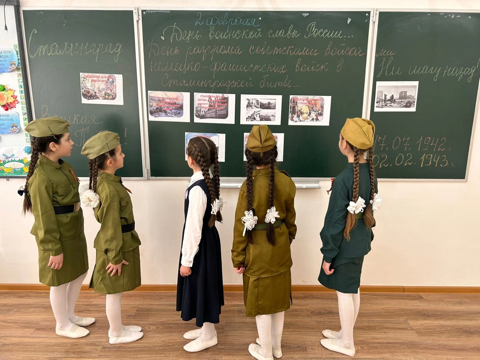 Сталинград
2 февраля
День воинской славы России...
День разгрома советскими войсками
немецко-фашистских войск в
Сталинградской битве...
Ни шагу назад!
17.07.1942
02.02.1943.